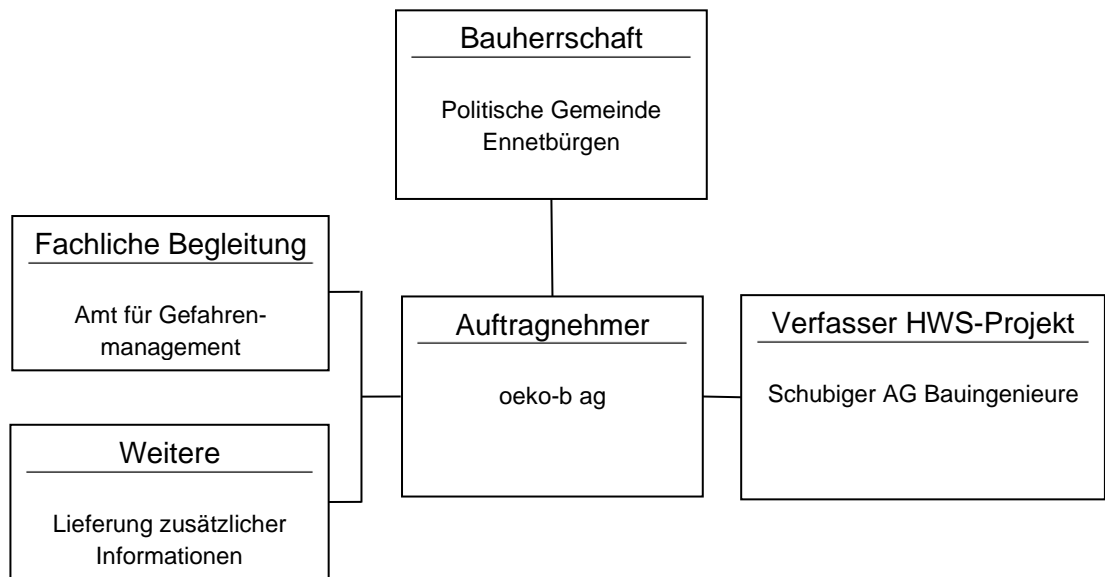 Bauherrschaft
Politische Gemeinde
Ennetbürgen
Fachliche Begleitung
Amt für Gefahren-
management
Auftragnehmer
oeko-b ag
Verfasser HWS-Projekt
Schubiger AG Bauingenieure
Weitere
Lieferung zusätzlicher
Informationen